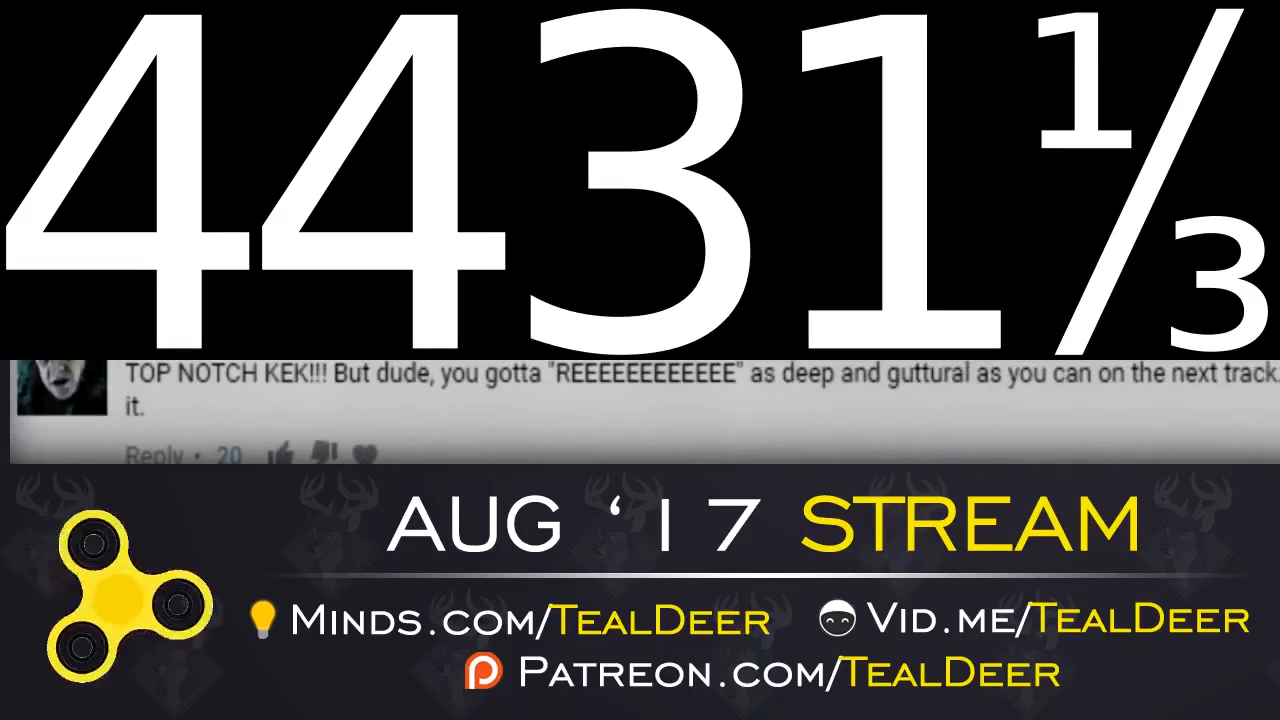 4431⅓
TOP NOTCH KEK!!! But dude, you gotta "REEEEEEEEEEEE" as deep and guttural as you can on the next track.
it.
Reply • 20
AUG ‘17 STREAM
MINDS.COM/TEALDEER
VID.ME/TEALDEER
PATREON.COM/TEALDEER